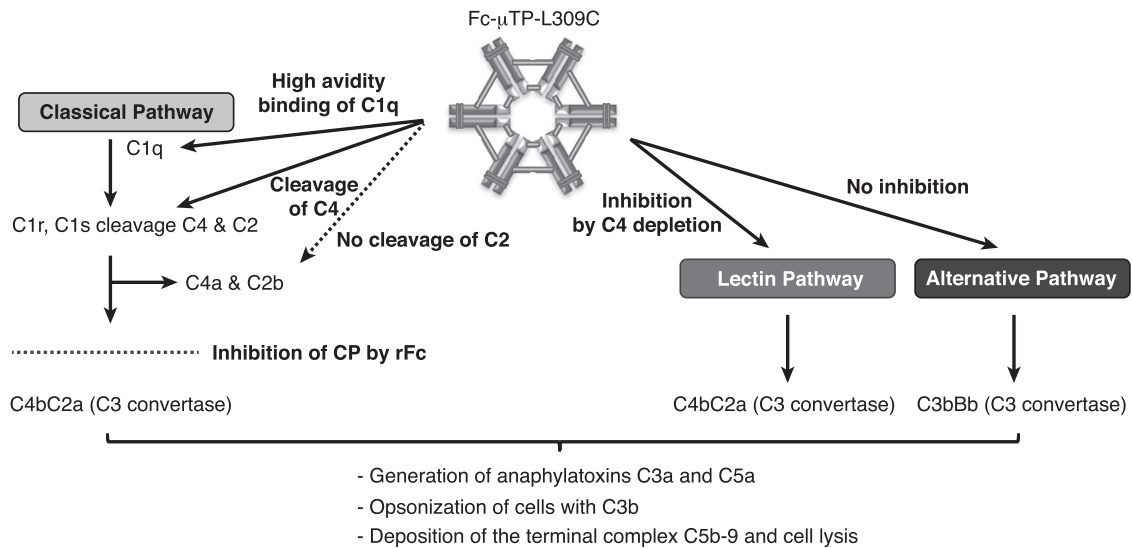 Fc-μTP-L309C
High avidity
binding of C1q
Classical Pathway
C1q
Cleavage
of C4
No cleavage of C2
C1r, C1s cleavage C4 & C2
C4a & C2b
Inhibition
by C4 depletion
No inhibition
Lectin Pathway
Alternative Pathway
Inhibition of CP by rFc
C4bC2a (C3 convertase)
C4bC2a (C3 convertase)
C3bBb (C3 convertase)
- Generation of anaphylatoxins C3a and C5a
- Opsonization of cells with C3b
- Deposition of the terminal complex C5b-9 and cell lysis